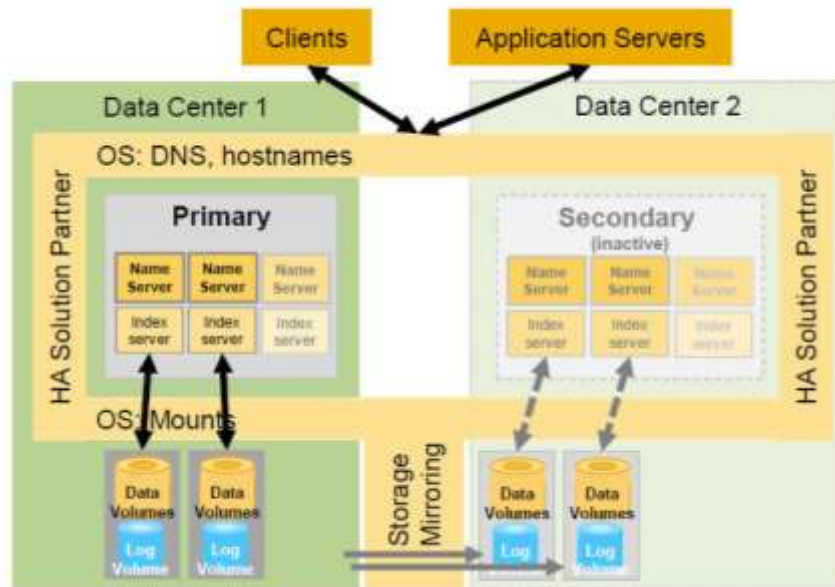 Clients
Application Servers
Data Center 1
Data Center 2
OS: DNS, hostnames
HA Solution Partner
HA Solution Partner
Primary
Name Server
Name Server
Name Server
Index server
Index server
Index server
Secondary
(inactive)
Name Server
Name Server
Name Server
Index server
Index server
Index server
OS: Mounts
Storage
Mirroring
Data
Volumes
Log
Volume
Data
Volumes
Log
Volume
Data
Volumes
Log
Data
Volumes
Log
Volume